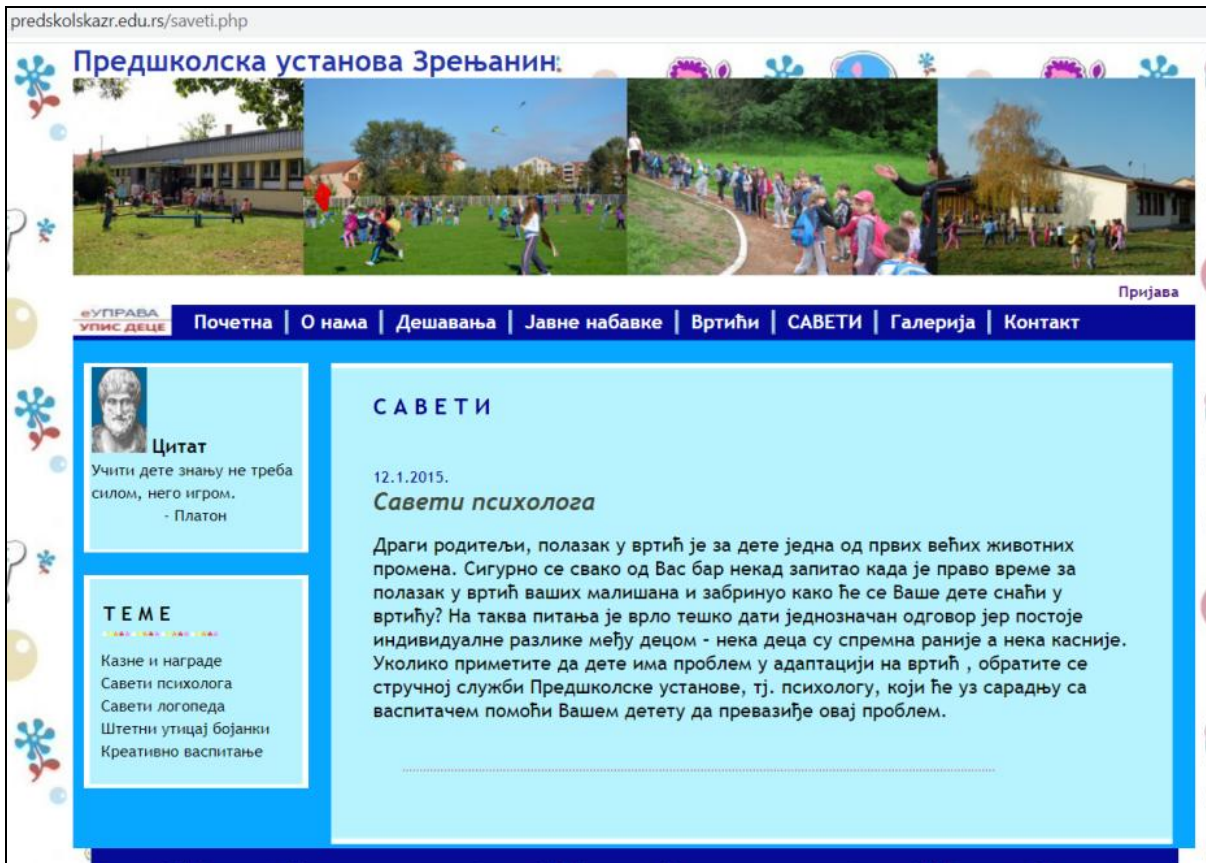 predskolskazr.edu.rs/saveti.php
Предшколска установа Зрењанин
Пријава
еУПРАВА
УПИС ДЕЦЕ
Почетна | О нама | Дешавања | Јавне набавке | Вртићи | САВЕТИ | Галерија | Контакт
Цитат
Учити дете знању не треба
силом, него игром.
- Платон
Т Е М Е
Казне и награде
Савети психолога
Савети логопеда
Штетни утицај бојанки
Креативно васпитање
С А В Е Т И
12.1.2015.
Савети психолога
Драги родитељи, полазак у вртић је за дете једна од првих већих животних
промена. Сигурно се свако од Вас бар некад запитао када је право време за
полазак у вртић ваших малишана и забринуо како ће се Ваше дете снаћи у
вртићу? На таква питања је врло тешко дати једнозначан одговор јер постоје
индивидуалне разлике међу децом - нека деца су спремна раније а нека касније.
Уколико приметите да дете има проблем у адаптацији на вртић , обратите се
стручној служби Предшколске установе, тј. психологу, који ће уз сарадњу са
васпитачем помоћи Вашем детету да превазиђе овај проблем.